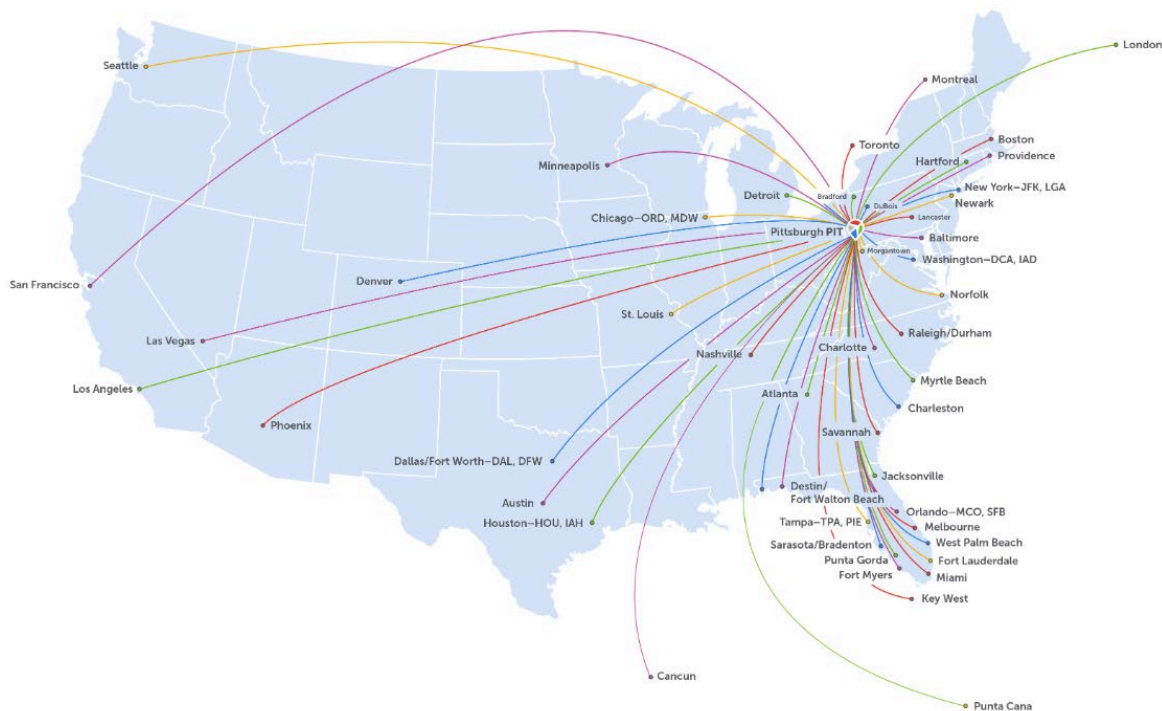 London
Seattle
Montreal
Boston
Toronto
Providence
Hartford
Minneapolis
New York–JFK, LGA
Detroit
Bradford
Newark
DuBois
Chicago–ORD, MDW
Lancaster
Pittsburgh PIT
Baltimore
Morgantown
Washington–DCA, IAD
Denver
San Francisco
Norfolk
St. Louis
Raleigh/Durham
Las Vegas
Charlotte
Nashville
Myrtle Beach
Los Angeles
Atlanta
Charleston
Phoenix
Savannah
Dallas/Fort Worth–DAL, DFW
Jacksonville
Destin/
Fort Walton Beach
Austin
Orlando–MCO, SFB
Houston–HOU, IAH
Tampa–TPA, PIE
Melbourne
West Palm Beach
Sarasota/Bradenton
Punta Gorda
Fort Lauderdale
Fort Myers
Miami
Key West
Cancun
Punta Cana